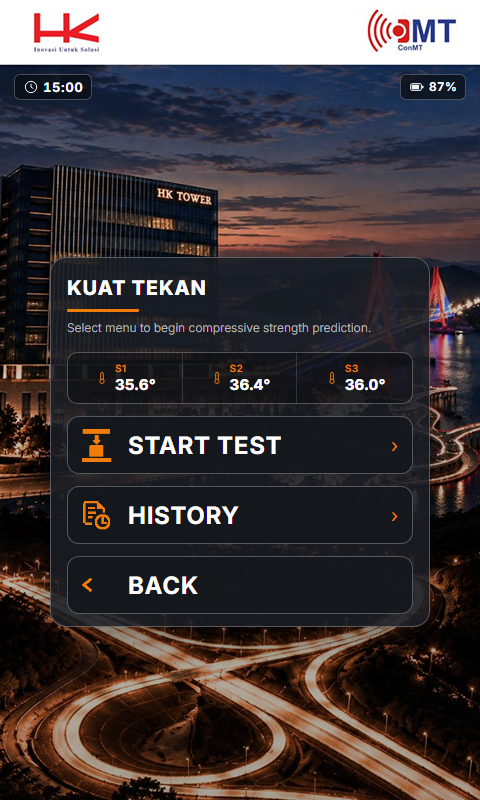 HK
Inovasi Untuk Solusi
MT
ConMT
15:00
87%
HK TOWER
KUAT TEKAN
Select menu to begin compressive strength prediction.
S1
35.6°
S2
36.4°
S3
36.0°
START TEST
HISTORY
BACK